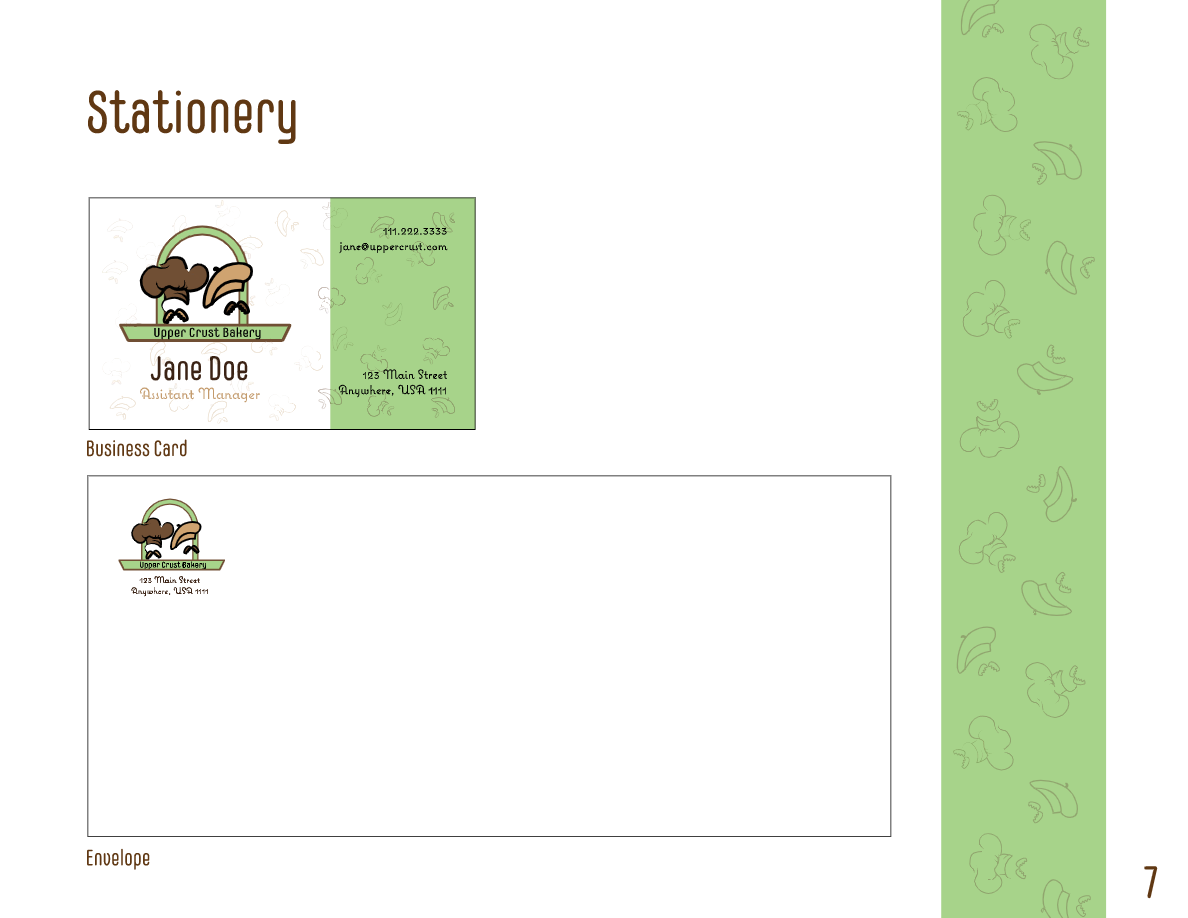 Stationery
111.222.3333
jane@uppercrust.com
Upper Crust Bakery
Jane Doe
Assistant Manager
123 Main Street
Anywhere, USA 1111
Business Card
Upper Crust Bakery
123 Main Street
Anywhere, USA 1111
Envelope
7